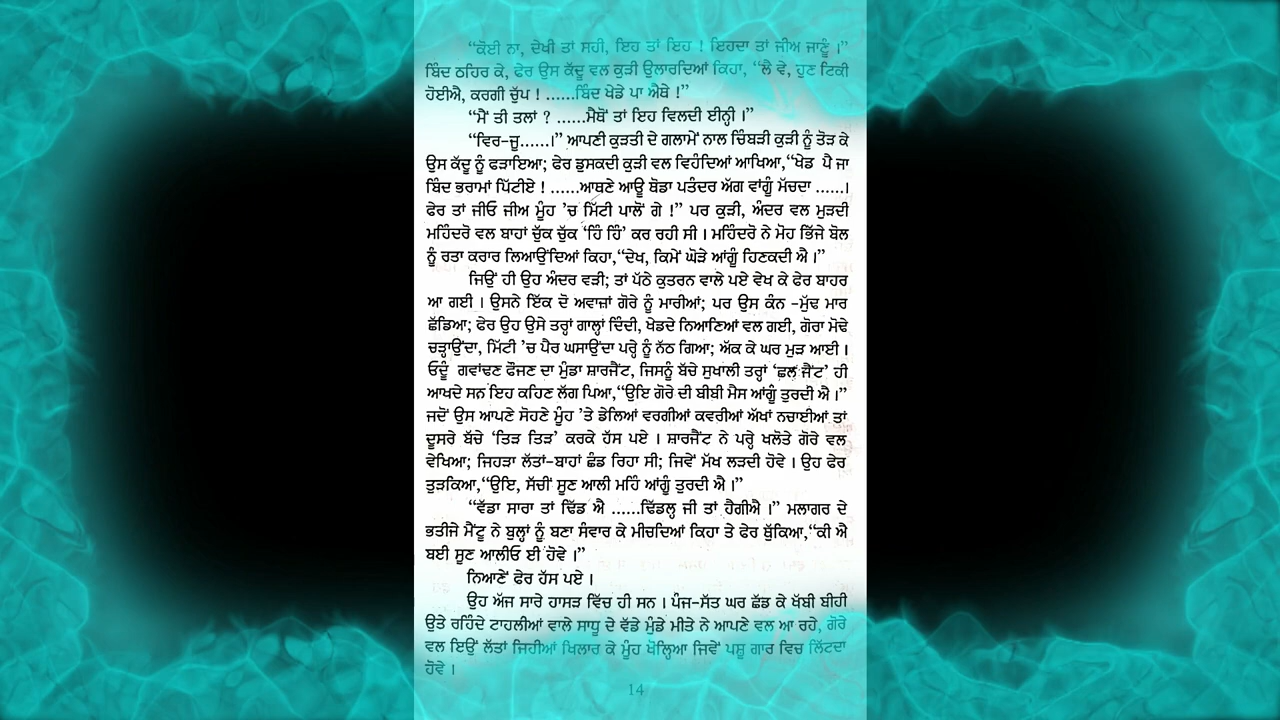 “ਕੋਈ ਨਾ, ਦੇਖੀ ਤਾਂ ਸਹੀ, ਇਹ ਤਾਂ ਇਹ ! ਇਹਦਾ ਤਾਂ ਜੀਅ ਜਾਣੂੰ ।”
ਬਿੰਦ ਠਹਿਰ ਕੇ, ਫੇਰ ਉਸ ਕੱਦੂ ਵਲ ਕੁੜੀ ਉਲਾਰਦਿਆਂ ਕਿਹਾ, “ਲੈ ਵੇ, ਹੁਣ ਟਿਕੀ
ਹੋਈਐ, ਕਰਗੀ ਚੁੱਪ ! ......ਬਿੰਦ ਖੇਡੇ ਪਾ ਐਥੇ !”
“ਮੈਂ ਤੀ ਤਲਾਂ ? ......ਮੈਥੋਂ ਤਾਂ ਇਹ ਵਿਲਦੀ ਈਨ੍ਹੀ ।”
“ਵਿਰ-ਜੂ......।” ਆਪਣੀ ਕੁੜਤੀ ਦੇ ਗਲਾਮੇਂ ਨਾਲ ਚਿੰਬੜੀ ਕੁੜੀ ਨੂੰ ਤੋੜ ਕੇ
ਉਸ ਕੱਦੂ ਨੂੰ ਫੜਾਇਆ; ਫੇਰ ਡੁਸਕਦੀ ਕੁੜੀ ਵਲ ਵਿਹੰਦਿਆਂ ਆਖਿਆ,“ਖੇਡ ਪੈ ਜਾ
ਬਿੰਦ ਭਰਾਮਾਂ ਪਿੱਟੀਏ ! ......ਆਥਣੇ ਆਊ ਥੋਡਾ ਪਤੰਦਰ ਅੱਗ ਵਾਂਗੂੰ ਮੱਚਦਾ ......।
ਫੇਰ ਤਾਂ ਜੀਓ ਜੀਅ ਮੂੰਹ ’ਚ ਮਿੱਟੀ ਪਾਲੋਂ ਗੇ !” ਪਰ ਕੁੜੀ, ਅੰਦਰ ਵਲ ਮੁੜਦੀ
ਮਹਿੰਦਰੋ ਵਲ ਬਾਹਾਂ ਚੁੱਕ ਚੁੱਕ ‘ਹਿੰ ਹਿੰ’ ਕਰ ਰਹੀ ਸੀ । ਮਹਿੰਦਰੋ ਨੇ ਮੋਹ ਭਿੱਜੇ ਬੋਲ
ਨੂੰ ਰਤਾ ਕਰਾਰ ਲਿਆਉਂਦਿਆਂ ਕਿਹਾ,“ਦੇਖ, ਕਿਮੇਂ ਘੋੜੇ ਆਂਗੂੰ ਹਿਣਕਦੀ ਐ ।”
ਜਿਉਂ ਹੀ ਉਹ ਅੰਦਰ ਵੜੀ; ਤਾਂ ਪੱਠੇ ਕੁਤਰਨ ਵਾਲੇ ਪਏ ਵੇਖ ਕੇ ਫੇਰ ਬਾਹਰ
ਆ ਗਈ । ਉਸਨੇ ਇੱਕ ਦੋ ਅਵਾਜ਼ਾਂ ਗੋਰੇ ਨੂੰ ਮਾਰੀਆਂ; ਪਰ ਉਸ ਕੰਨ -ਮੁੱਢ ਮਾਰ
ਛੱਡਿਆ; ਫੇਰ ਉਹ ਉਸੇ ਤਰ੍ਹਾਂ ਗਾਲ੍ਹਾਂ ਦਿੰਦੀ, ਖੇਡਦੇ ਨਿਆਣਿਆਂ ਵਲ ਗਈ, ਗੋਰਾ ਮੋਢੇ
ਚੜ੍ਹਾਉਂਦਾ, ਮਿੱਟੀ ’ਚ ਪੈਰ ਘਸਾਉਂਦਾ ਪਰ੍ਹੇ ਨੂੰ ਨੱਠ ਗਿਆ; ਅੱਕ ਕੇ ਘਰ ਮੁੜ ਆਈ ।
ਓਦੂੰ ਗਵਾਂਢਣ ਫੌਜਣ ਦਾ ਮੁੰਡਾ ਸ਼ਾਰਜੈਂਟ, ਜਿਸਨੂੰ ਬੱਚੇ ਸੁਖਾਲੀ ਤਰ੍ਹਾਂ ‘ਛਲ ਜੈਂਟ’ ਹੀ
ਆਖਦੇ ਸਨ ਇਹ ਕਹਿਣ ਲੱਗ ਪਿਆ,“ਉਇ ਗੋਰੇ ਦੀ ਬੀਬੀ ਮੈਸ ਆਂਗੂੰ ਤੁਰਦੀ ਐ ।”
ਜਦੋਂ ਉਸ ਆਪਣੇ ਸੋਹਣੇ ਮੂੰਹ ’ਤੇ ਡੇਲਿਆਂ ਵਰਗੀਆਂ ਕਵਰੀਆਂ ਅੱਖਾਂ ਨਚਾਈਆਂ ਤਾਂ
ਦੂਸਰੇ ਬੱਚੇ ‘ਤਿੜ ਤਿੜ’ ਕਰਕੇ ਹੱਸ ਪਏ । ਸ਼ਾਰਜੈਂਟ ਨੇ ਪਰ੍ਹੇ ਖਲੋਤੇ ਗੋਰੇ ਵਲ
ਵੇਖਿਆ; ਜਿਹੜਾ ਲੱਤਾਂ-ਬਾਹਾਂ ਛੰਡ ਰਿਹਾ ਸੀ; ਜਿਵੇਂ ਮੱਖ ਲੜਦੀ ਹੋਵੇ । ਉਹ ਫੇਰ
ਤੁੜਕਿਆ,“ਉਇ, ਸੱਚੀਂ ਸੂਣ ਆਲੀ ਮਹਿੰ ਆਂਗੂੰ ਤੁਰਦੀ ਐ ।”
“ਵੱਡਾ ਸਾਰਾ ਤਾਂ ਢਿੱਡ ਐ ......ਢਿੱਡਲ੍ਹ ਜੀ ਤਾਂ ਹੈਗੀਐ ।” ਮਲਾਗਰ ਦੇ
ਭਤੀਜੇ ਮੈਂਟੂ ਨੇ ਬੁਲ੍ਹਾਂ ਨੂੰ ਬਣਾ ਸੰਵਾਰ ਕੇ ਮੀਚਦਿਆਂ ਕਿਹਾ ਤੇ ਫੇਰ ਥੁੱਕਿਆ,“ਕੀ ਐ
ਬਈ ਸੂਣ ਆਲੀਓ ਈ ਹੋਵੇ ।”
ਨਿਆਣੇਂ ਫੇਰ ਹੱਸ ਪਏ ।
ਉਹ ਅੱਜ ਸਾਰੇ ਹਾਸੜ ਵਿੱਚ ਹੀ ਸਨ । ਪੰਜ-ਸੱਤ ਘਰ ਛੱਡ ਕੇ ਖੱਬੀ ਬੀਹੀ
ਉਤੇ ਰਹਿੰਦੇ ਟਾਹਲੀਆਂ ਵਾਲੇ ਸਾਧੂ ਦੇ ਵੱਡੇ ਮੁੰਡੇ ਮੀਤੇ ਨੇ ਆਪਣੇ ਵਲ ਆ ਰਹੇ, ਗੋਰੇ
ਵਲ ਇਉਂ ਲੱਤਾਂ ਜਿਹੀਆਂ ਖਿਲਾਰ ਕੇ ਮੂੰਹ ਖੋਲ੍ਹਿਆ ਜਿਵੇਂ ਪਸ਼ੂ ਗਾਰ ਵਿਚ ਲਿੱਟਦਾ
ਹੋਵੇ ।
14